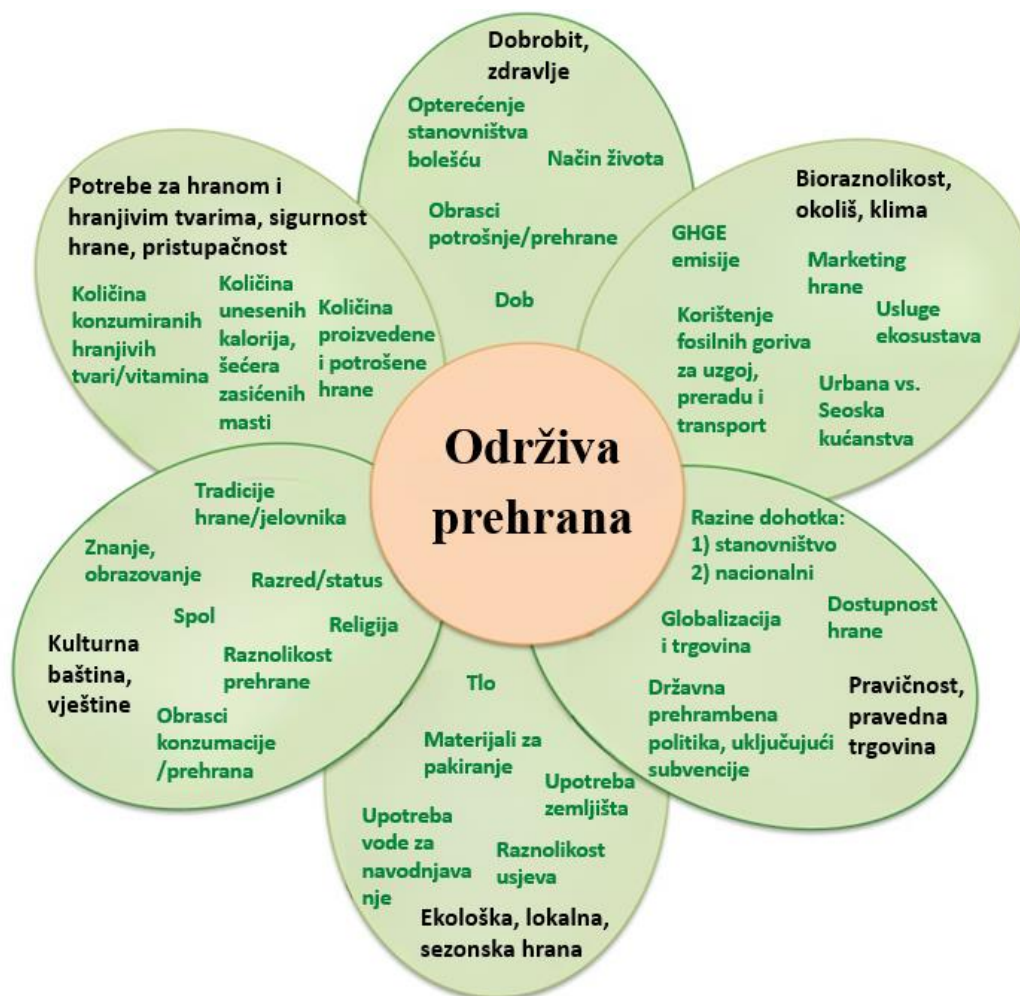 Dobrobit,
zdravlje
Opterećenje
stanovništva
bolešću
Način života
Obrasci
potrošnje/prehrane
Dob
Bioraznolikost,
okoliš, klima
GHGE
emisije
Marketing
hrane
Usluge
ekosustava
Korištenje
fosilnih goriva
za uzgoj,
preradu i
transport
Urbana vs.
Seoska
kućanstva
Razine dohotka:
1) stanovništvo
2) nacionalni
Dostupnost
hrane
Globalizacija
i trgovina
Državna
prehrambena
politika, uključujući
subvencije
Pravičnost,
pravedna
trgovina
Tlo
Materijali za
pakiranje
Upotreba
zemljišta
Upotreba
vode za
navodnjava
nje
Raznolikost
usjeva
Ekološka, lokalna,
sezonska hrana
Tradicije
hrane/jelovnika
Znanje,
obrazovanje
Razred/status
Spol
Religija
Raznolikost
prehrane
Kulturna
baština,
vještine
Obrasci
konzumacije
/prehrana
Potrebe za hranom i
hranjivim tvarima, sigurnost
hrane, pristupačnost
Količina
konzumiranih
hranjivih
tvari/vitamina
Količina
unesenih
kalorija,
šećera
zasićenih
masti
Količina
proizvedene
i potrošene
hrane
Održiva
prehrana